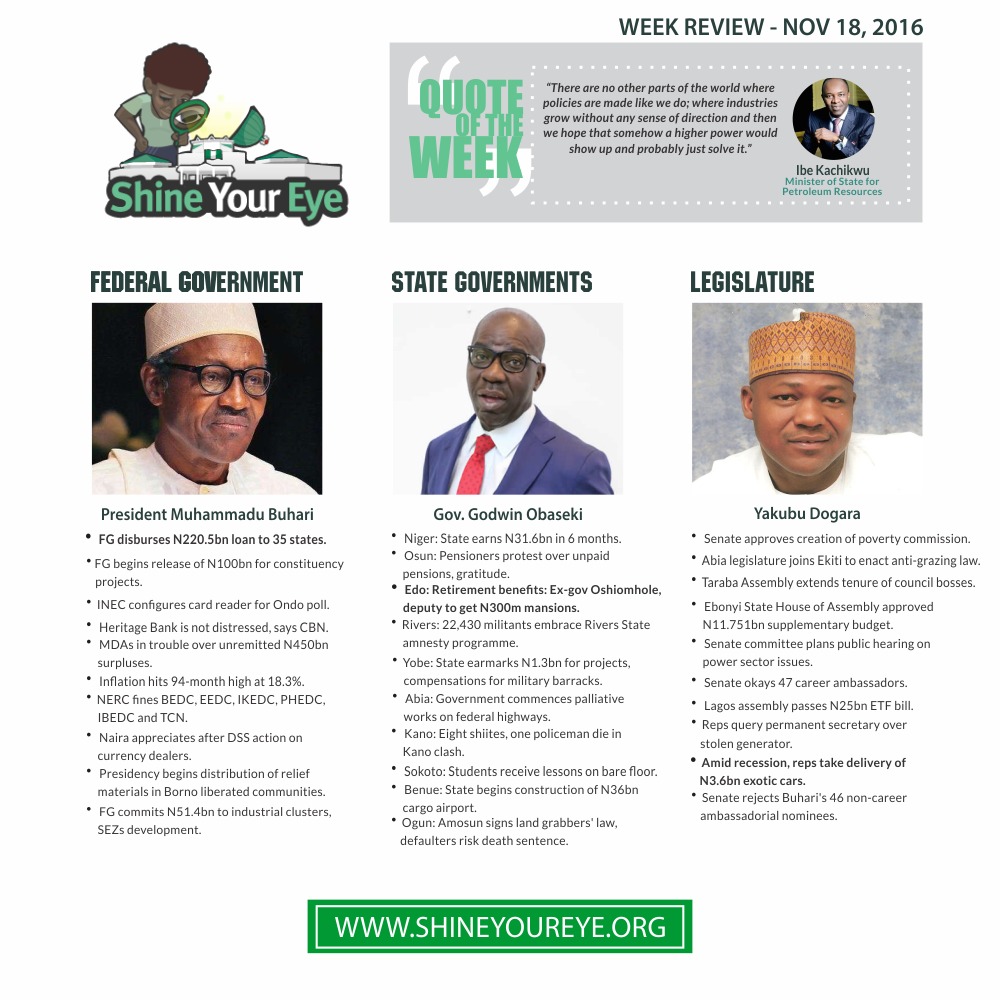 WEEK REVIEW - NOV 18, 2016
Shine Your Eye
QUOTE
OF THE
WEEK
“There are no other parts of the world where
policies are made like we do; where industries
grow without any sense of direction and then
we hope that somehow a higher power would
show up and probably just solve it.”
Ibe Kachikwu
Minister of State for
Petroleum Resources
FEDERAL GOVERNMENT
President Muhammadu Buhari
• FG disburses N220.5bn loan to 35 states.
• FG begins release of N100bn for constituency
projects.
• INEC configures card reader for Ondo poll.
• Heritage Bank is not distressed, says CBN.
• MDAs in trouble over unremitted N450bn
surpluses.
• Inflation hits 94-month high at 18.3%.
• NERC fines BEDC, EEDC, IKEDC, PHEDC,
IBEDC and TCN.
• Naira appreciates after DSS action on
currency dealers.
• Presidency begins distribution of relief
materials in Borno liberated communities.
• FG commits N51.4bn to industrial clusters,
SEZs development.
STATE GOVERNMENTS
Gov. Godwin Obaseki
• Niger: State earns N31.6bn in 6 months.
• Osun: Pensioners protest over unpaid
pensions, gratitude.
• Edo: Retirement benefits: Ex-gov Oshiomhole,
deputy to get N300m mansions.
• Rivers: 22,430 militants embrace Rivers State
amnesty programme.
• Yobe: State earmarks N1.3bn for projects,
compensations for military barracks.
• Abia: Government commences palliative
works on federal highways.
• Kano: Eight shiites, one policeman die in
Kano clash.
• Sokoto: Students receive lessons on bare floor.
• Benue: State begins construction of N36bn
cargo airport.
• Ogun: Amosun signs land grabbers' law,
defaulters risk death sentence.
LEGISLATURE
Yakubu Dogara
• Senate approves creation of poverty commission.
• Abia legislature joins Ekiti to enact anti-grazing law.
• Taraba Assembly extends tenure of council bosses.
• Ebonyi State House of Assembly approved
N11.751bn supplementary budget.
• Senate committee plans public hearing on
power sector issues.
• Senate okays 47 career ambassadors.
• Lagos assembly passes N25bn ETF bill.
• Reps query permanent secretary over
stolen generator.
• Amid recession, reps take delivery of
N3.6bn exotic cars.
• Senate rejects Buhari's 46 non-career
ambassadorial nominees.
WWW.SHINEYOUREYE.ORG